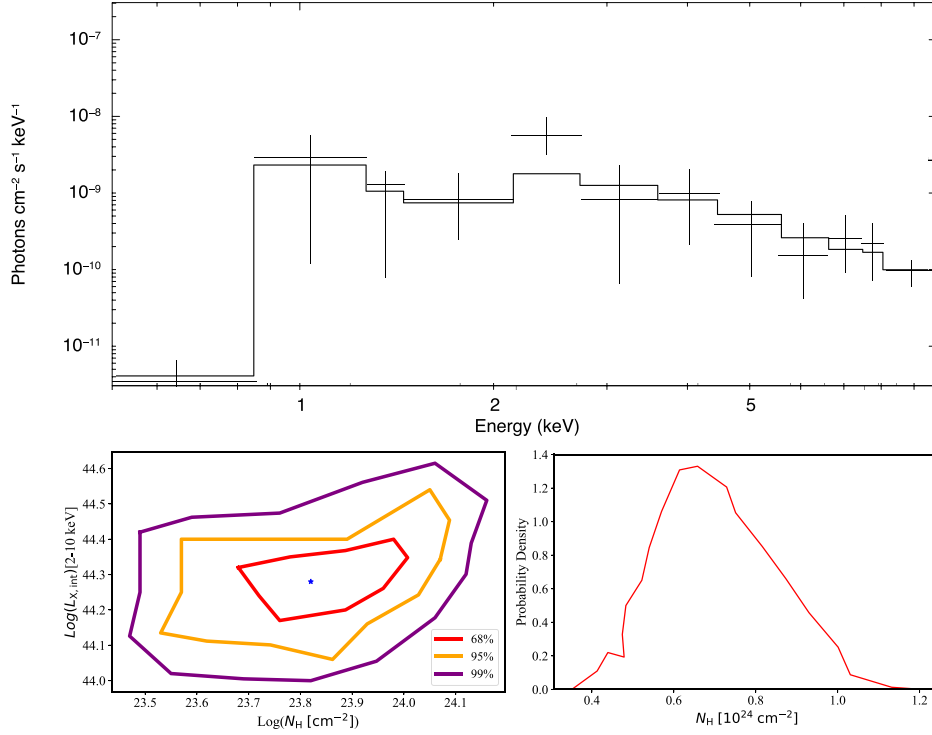 Photons cm⁻² s⁻¹ keV⁻¹
10⁻⁷
10⁻⁸
10⁻⁹
10⁻¹⁰
10⁻¹¹
1 2 5
Energy (keV)
Log(L_X,int)[2-10 keV]
44.6
44.5
44.4
44.3
44.2
44.1
44.0
68%
95%
99%
23.5 23.6 23.7 23.8 23.9 24.0 24.1
Log(N_H [cm⁻²])
Probability Density
1.4
1.2
1.0
0.8
0.6
0.4
0.2
0.0
0.4 0.6 0.8 1.0 1.2
N_H [10²⁴ cm⁻²]